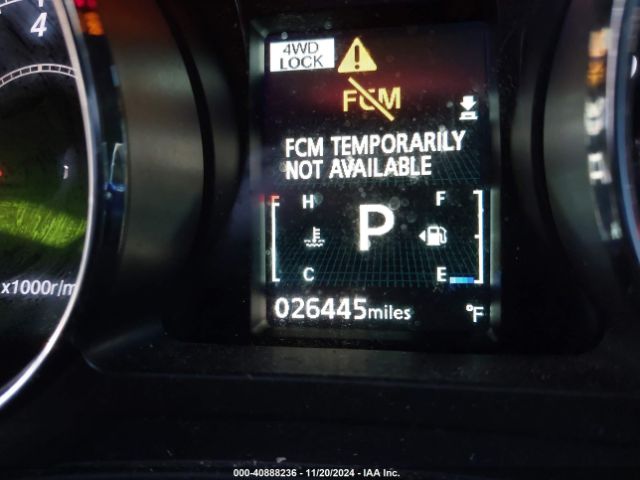 4
4WD
LOCK
FCM
FCM TEMPORARILY
NOT AVAILABLE
H F
P
C E
026445miles °F
x1000r/m
000-40888236 - 11/20/2024 - IAA Inc.